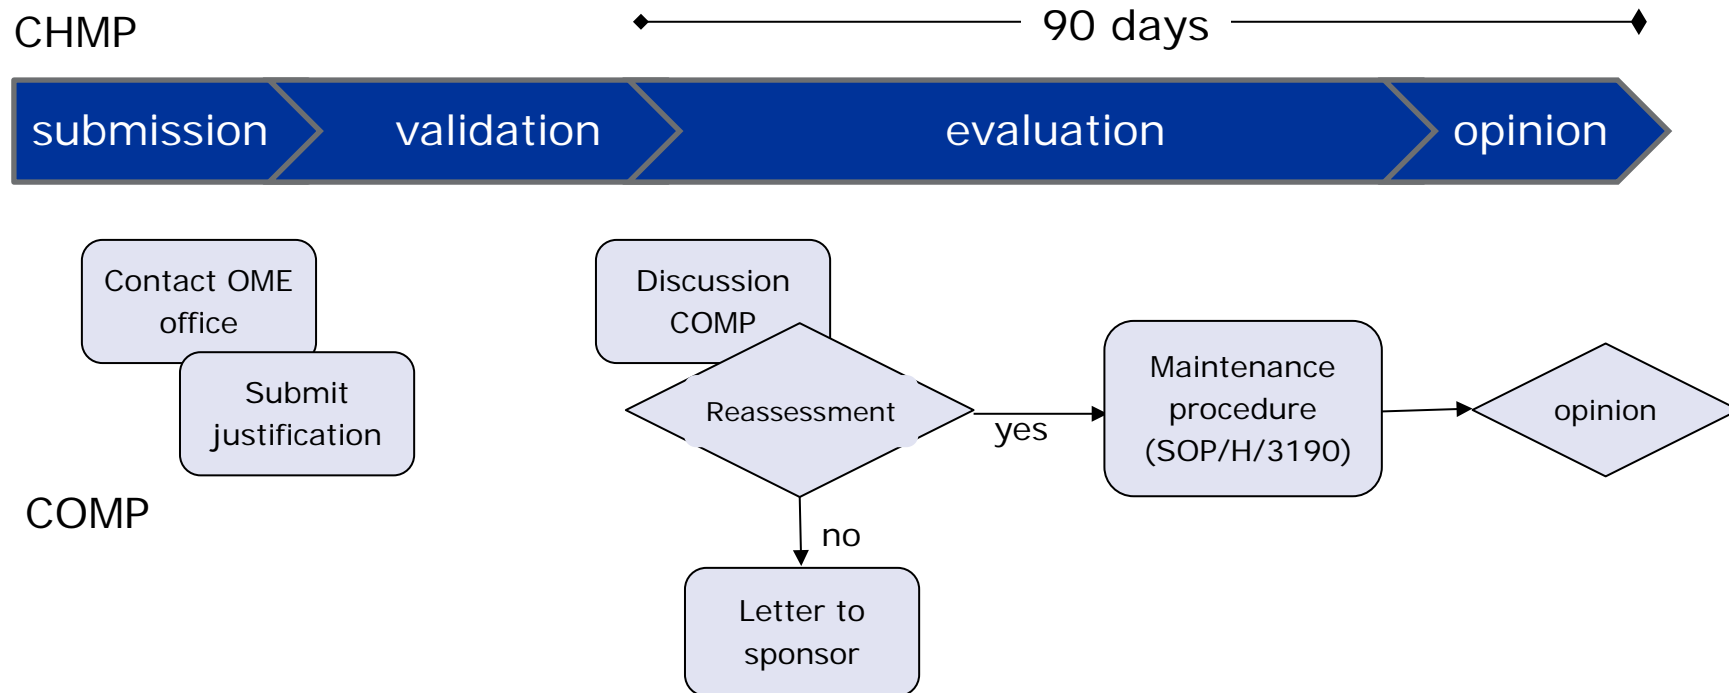 CHMP
90 days
submission
validation
evaluation
opinion
Contact OME
office
Submit
justification
Discussion
COMP
Reassessment
yes
Maintenance
procedure
(SOP/H/3190)
opinion
COMP
no
Letter to
sponsor